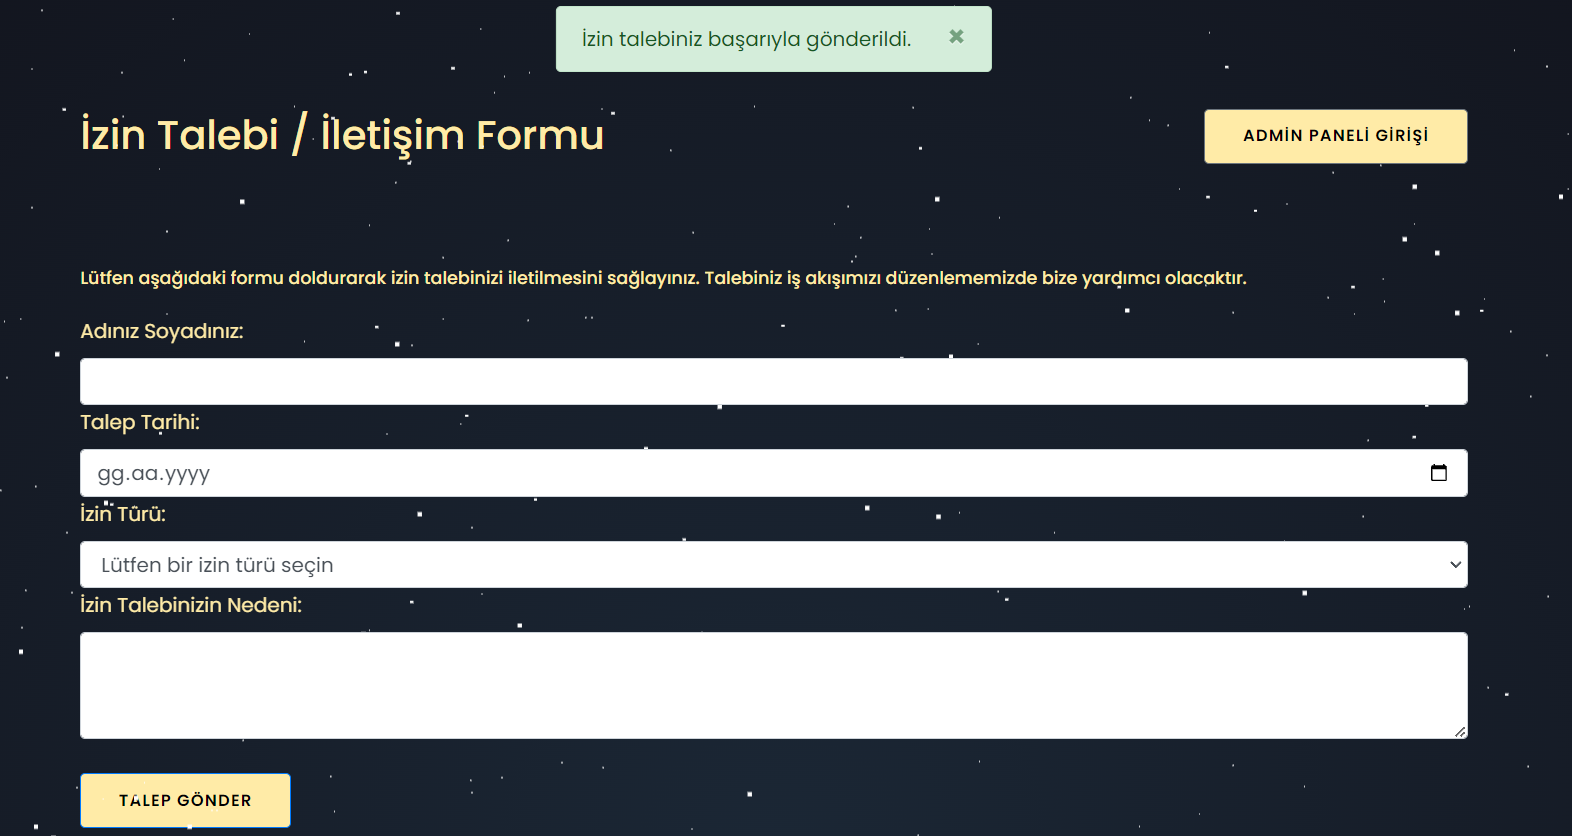 İzin talebiniz başarıyla gönderildi. ×
İzin Talebi / İletişim Formu
ADMİN PANELİ GİRİŞİ
Lütfen aşağıdaki formu doldurarak izin talebinizi iletilmesini sağlayınız. Talebiniz iş akışımızı düzenlememizde bize yardımcı olacaktır.
Adınız Soyadınız:
Talep Tarihi:
gg.aa.yyyy
İzin Türü:
Lütfen bir izin türü seçin
İzin Talebinizin Nedeni:
TALEP GÖNDER